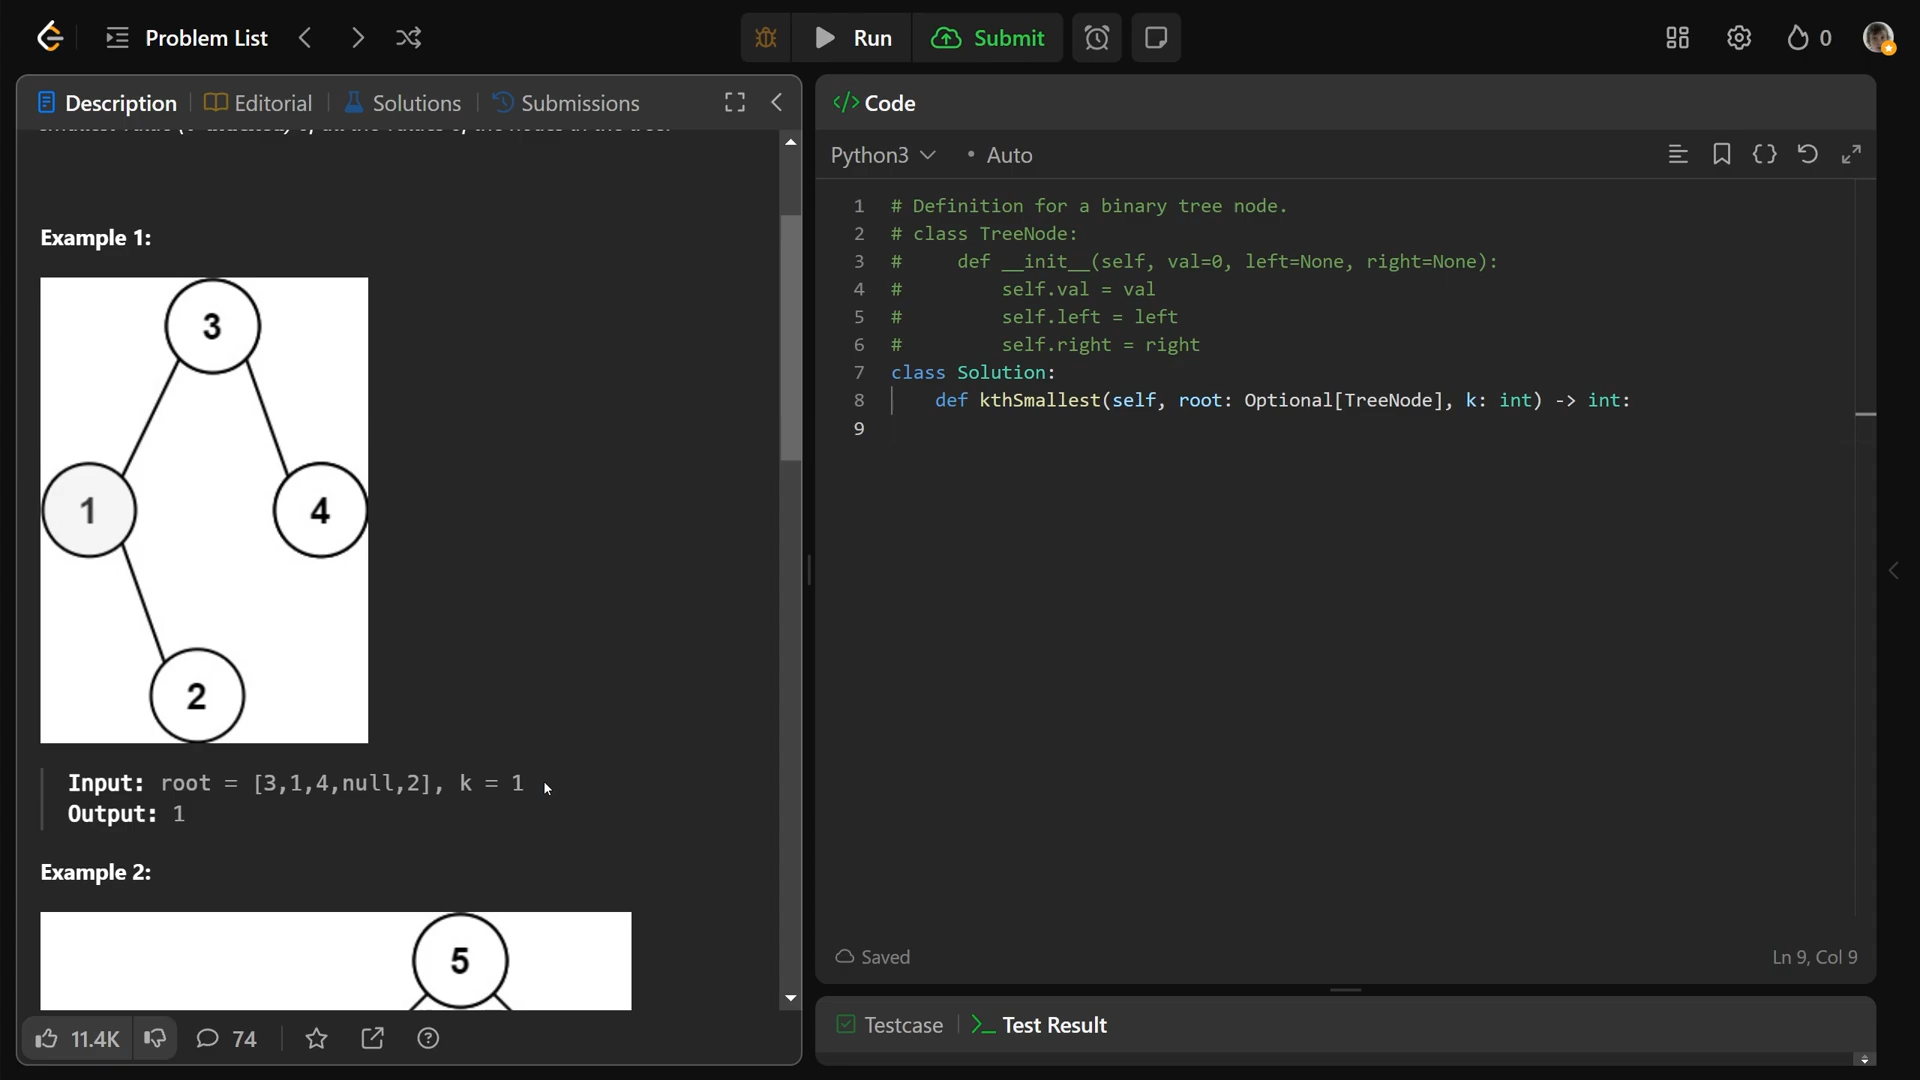 Problem List
Run
Submit
0
Description
Editorial
Solutions
Submissions
Code
Python3
Auto
Example 1:
3
1
4
2
Input: root = [3,1,4,null,2], k = 1
Output: 1
Example 2:
5
11.4K
74
1 # Definition for a binary tree node.
2 # class TreeNode:
3 #     def __init__(self, val=0, left=None, right=None):
4 #         self.val = val
5 #         self.left = left
6 #         self.right = right
7 class Solution:
8     def kthSmallest(self, root: Optional[TreeNode], k: int) -> int:
9
Saved
Ln 9, Col 9
Testcase
Test Result